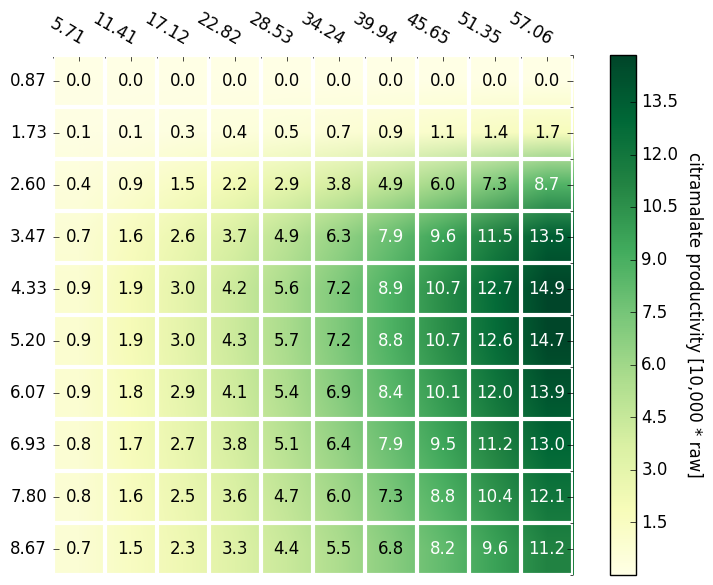 5.71 11.41 17.12 22.82 28.53 34.24 39.94 45.65 51.35 57.06
0.87 0.0 0.0 0.0 0.0 0.0 0.0 0.0 0.0 0.0 0.0
1.73 0.1 0.1 0.3 0.4 0.5 0.7 0.9 1.1 1.4 1.7
2.60 0.4 0.9 1.5 2.2 2.9 3.8 4.9 6.0 7.3 8.7
3.47 0.7 1.6 2.6 3.7 4.9 6.3 7.9 9.6 11.5 13.5
4.33 0.9 1.9 3.0 4.2 5.6 7.2 8.9 10.7 12.7 14.9
5.20 0.9 1.9 3.0 4.3 5.7 7.2 8.8 10.7 12.6 14.7
6.07 0.9 1.8 2.9 4.1 5.4 6.9 8.4 10.1 12.0 13.9
6.93 0.8 1.7 2.7 3.8 5.1 6.4 7.9 9.5 11.2 13.0
7.80 0.8 1.6 2.5 3.6 4.7 6.0 7.3 8.8 10.4 12.1
8.67 0.7 1.5 2.3 3.3 4.4 5.5 6.8 8.2 9.6 11.2
13.5
12.0
10.5
9.0
7.5
6.0
4.5
3.0
1.5
citramalate productivity [10,000 * raw]